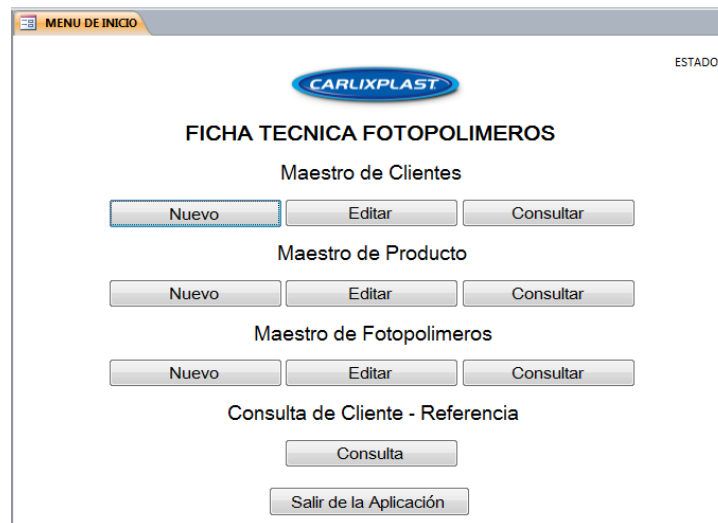 MENU DE INICIO
ESTADO
CARLIXPLAST
FICHA TECNICA FOTOPOLIMEROS
Maestro de Clientes
Nuevo Editar Consultar
Maestro de Producto
Nuevo Editar Consultar
Maestro de Fotopolimeros
Nuevo Editar Consultar
Consulta de Cliente - Referencia
Consulta
Salir de la Aplicación